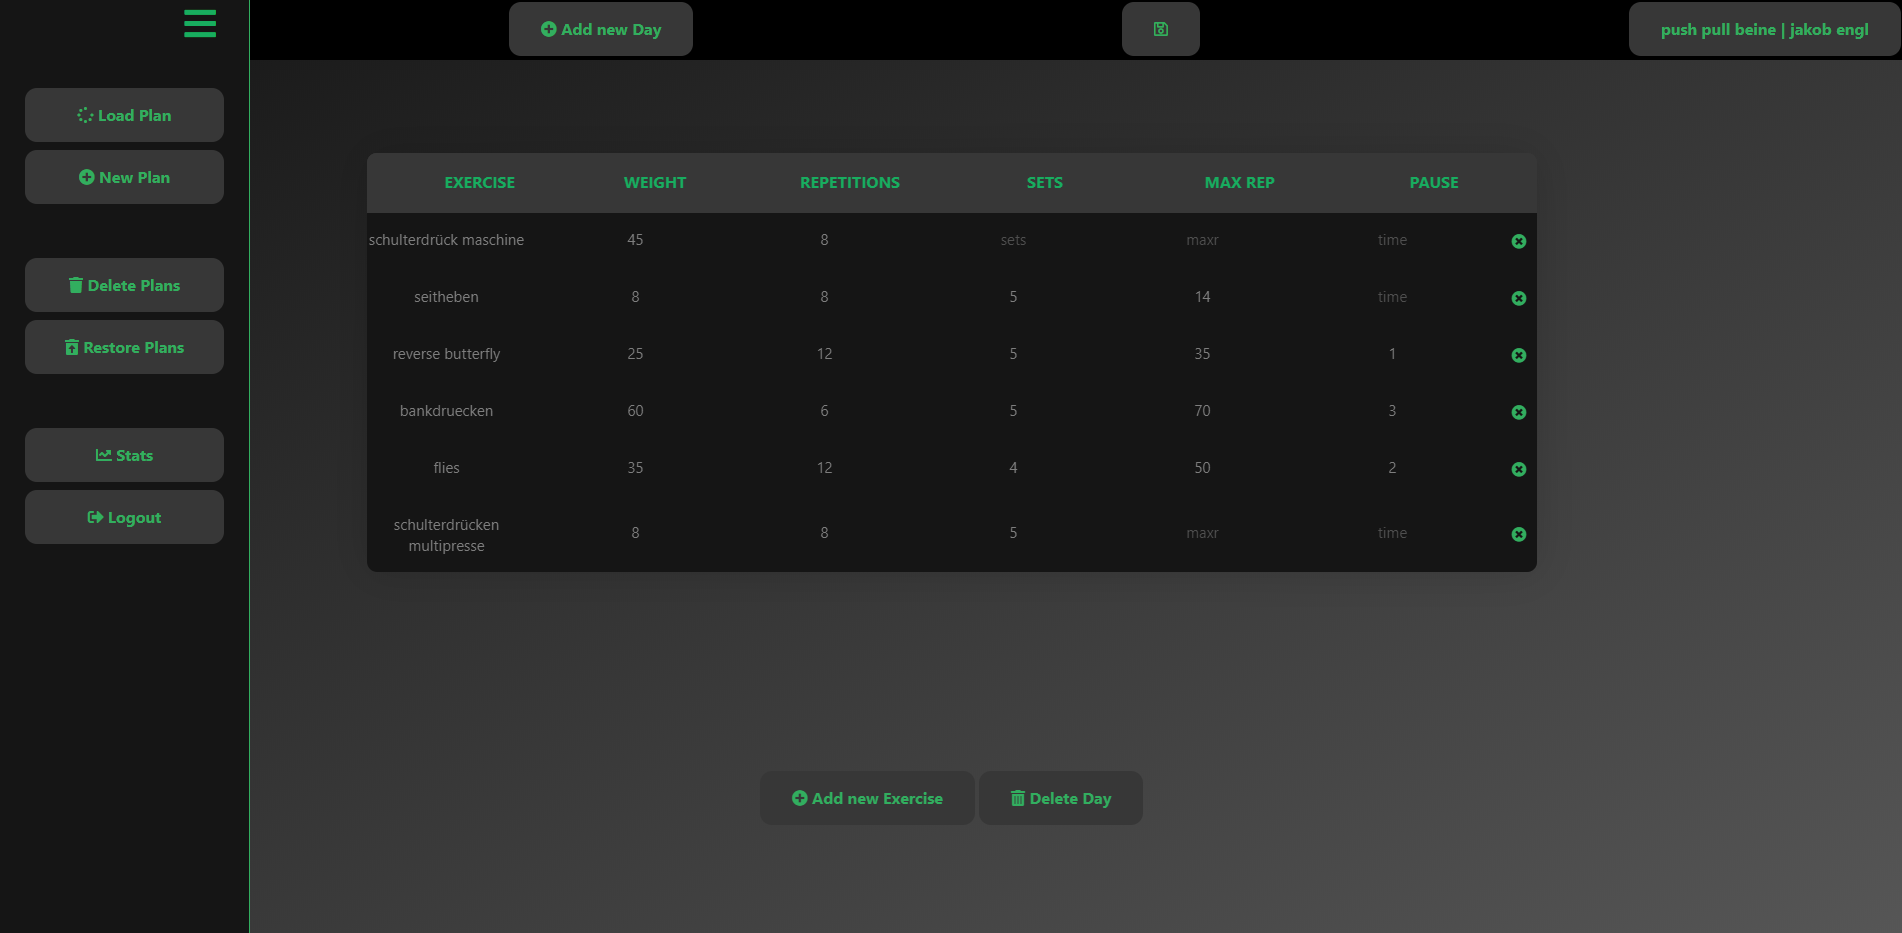 Add new Day
push pull beine | jakob engl
Load Plan
New Plan
Delete Plans
Restore Plans
Stats
Logout
EXERCISE WEIGHT REPETITIONS SETS MAX REP PAUSE
schulterdrück maschine 45 8 sets maxr time
seitheben 8 8 5 14 time
reverse butterfly 25 12 5 35 1
bankdruecken 60 6 5 70 3
flies 35 12 4 50 2
schulterdrücken
multipresse 8 8 5 maxr time
Add new Exercise
Delete Day